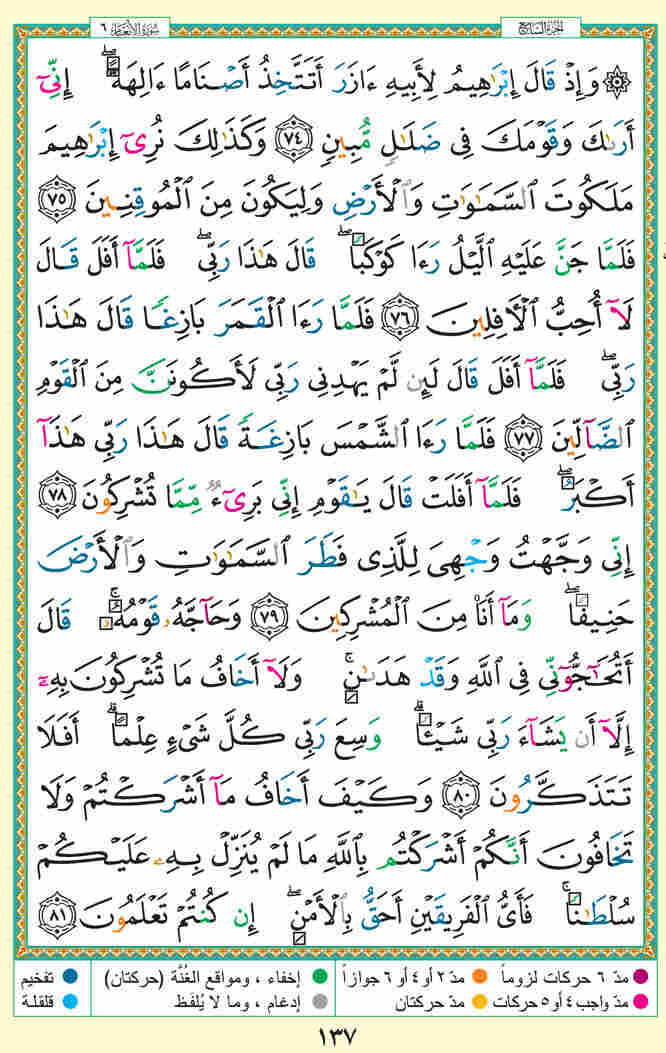 الجزء السابع
سورة الأنعام ٦
۞ وَإِذْ قَالَ إِبْرَٰهِيمُ لِأَبِيهِ ءَازَرَ أَتَتَّخِذُ أَصْنَامًا ءَالِهَةً ۖ إِنِّىٓ
أَرَىٰكَ وَقَوْمَكَ فِى ضَلَٰلٍ مُّبِينٍ ٧٤ وَكَذَٰلِكَ نُرِىٓ إِبْرَٰهِيمَ
مَلَكُوتَ ٱلسَّمَٰوَٰتِ وَٱلْأَرْضِ وَلِيَكُونَ مِنَ ٱلْمُوقِنِينَ ٧٥
فَلَمَّا جَنَّ عَلَيْهِ ٱلَّيْلُ رَءَا كَوْكَبًا ۖ قَالَ هَٰذَا رَبِّى ۖ فَلَمَّآ أَفَلَ قَالَ
لَآ أُحِبُّ ٱلْءَافِلِينَ ٧٦ فَلَمَّا رَءَا ٱلْقَمَرَ بَازِغًا قَالَ هَٰذَا
رَبِّى ۖ فَلَمَّآ أَفَلَ قَالَ لَئِن لَّمْ يَهْدِنِى رَبِّى لَأَكُونَنَّ مِنَ ٱلْقَوْمِ
ٱلضَّآلِّينَ ٧٧ فَلَمَّا رَءَا ٱلشَّمْسَ بَازِغَةً قَالَ هَٰذَا رَبِّى هَٰذَآ
أَكْبَرُ ۖ فَلَمَّآ أَفَلَتْ قَالَ يَٰقَوْمِ إِنِّى بَرِىٓءٌ مِّمَّا تُشْرِكُونَ ٧٨
إِنِّى وَجَّهْتُ وَجْهِىَ لِلَّذِى فَطَرَ ٱلسَّمَٰوَٰتِ وَٱلْأَرْضَ
حَنِيفًا ۖ وَمَآ أَنَا۠ مِنَ ٱلْمُشْرِكِينَ ٧٩ وَحَآجَّهُۥ قَوْمُهُۥ ۚ قَالَ
أَتُحَٰٓجُّوٓنِّى فِى ٱللَّهِ وَقَدْ هَدَىٰنِ ۚ وَلَآ أَخَافُ مَا تُشْرِكُونَ بِهِۦٓ
إِلَّآ أَن يَشَآءَ رَبِّى شَيْـًٔا ۗ وَسِعَ رَبِّى كُلَّ شَىْءٍ عِلْمًا ۗ أَفَلَا
تَتَذَكَّرُونَ ٨٠ وَكَيْفَ أَخَافُ مَآ أَشْرَكْتُمْ وَلَا
تَخَافُونَ أَنَّكُمْ أَشْرَكْتُم بِٱللَّهِ مَا لَمْ يُنَزِّلْ بِهِۦ عَلَيْكُمْ
سُلْطَٰنًا ۚ فَأَىُّ ٱلْفَرِيقَيْنِ أَحَقُّ بِٱلْأَمْنِ ۖ إِن كُنتُمْ تَعْلَمُونَ ٨١
مدّ ٦ حركات لزوماً مدّ ٢ أو ٤ أو ٦ جوازاً إخفاء ، ومواقع الغُنَّة (حركتان) تفخيم
مدّ واجب ٤ أو ٥ حركات مدّ حركتان إدغام ، وما لا يُلفَظ قلقلة
١٣٧